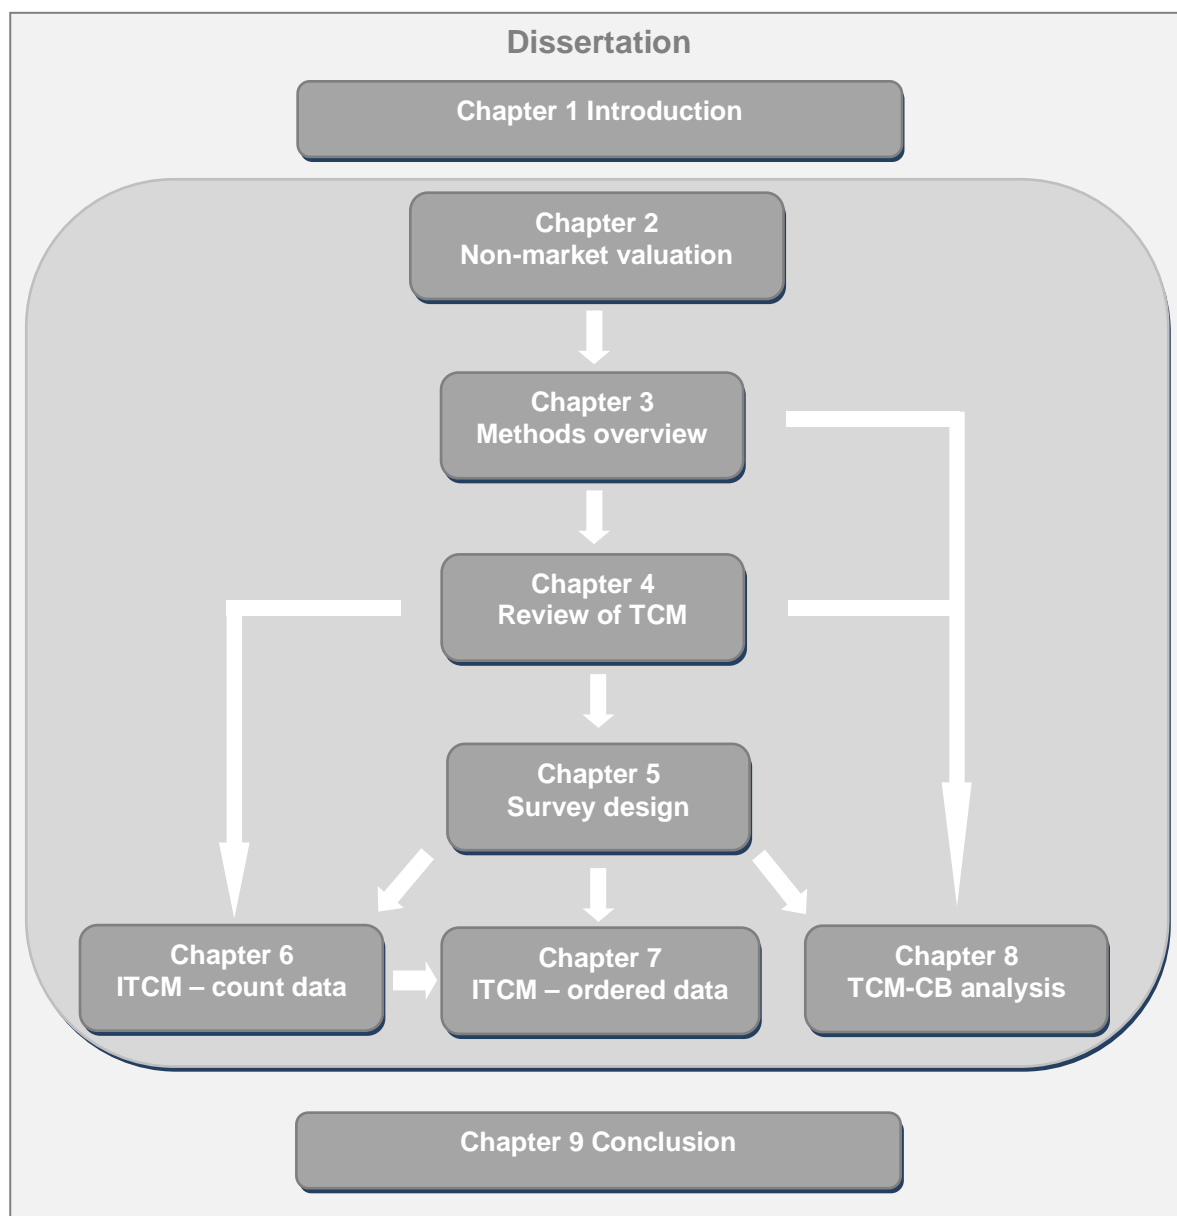 Dissertation
Chapter 1 Introduction
Chapter 2
Non-market valuation
Chapter 3
Methods overview
Chapter 4
Review of TCM
Chapter 5
Survey design
Chapter 6
ITCM – count data
Chapter 7
ITCM – ordered data
Chapter 8
TCM-CB analysis
Chapter 9 Conclusion